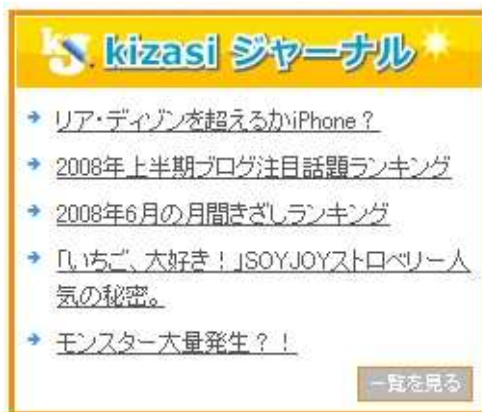 kizasi ジャーナル
リア・ディゾンを超えるかiPhone？
2008年上半期ブログ注目話題ランキング
2008年6月の月間きざしランキング
「いちご、大好き！」SOYJOYストロベリー人
気の秘密。
モンスター大量発生？！
一覧を見る